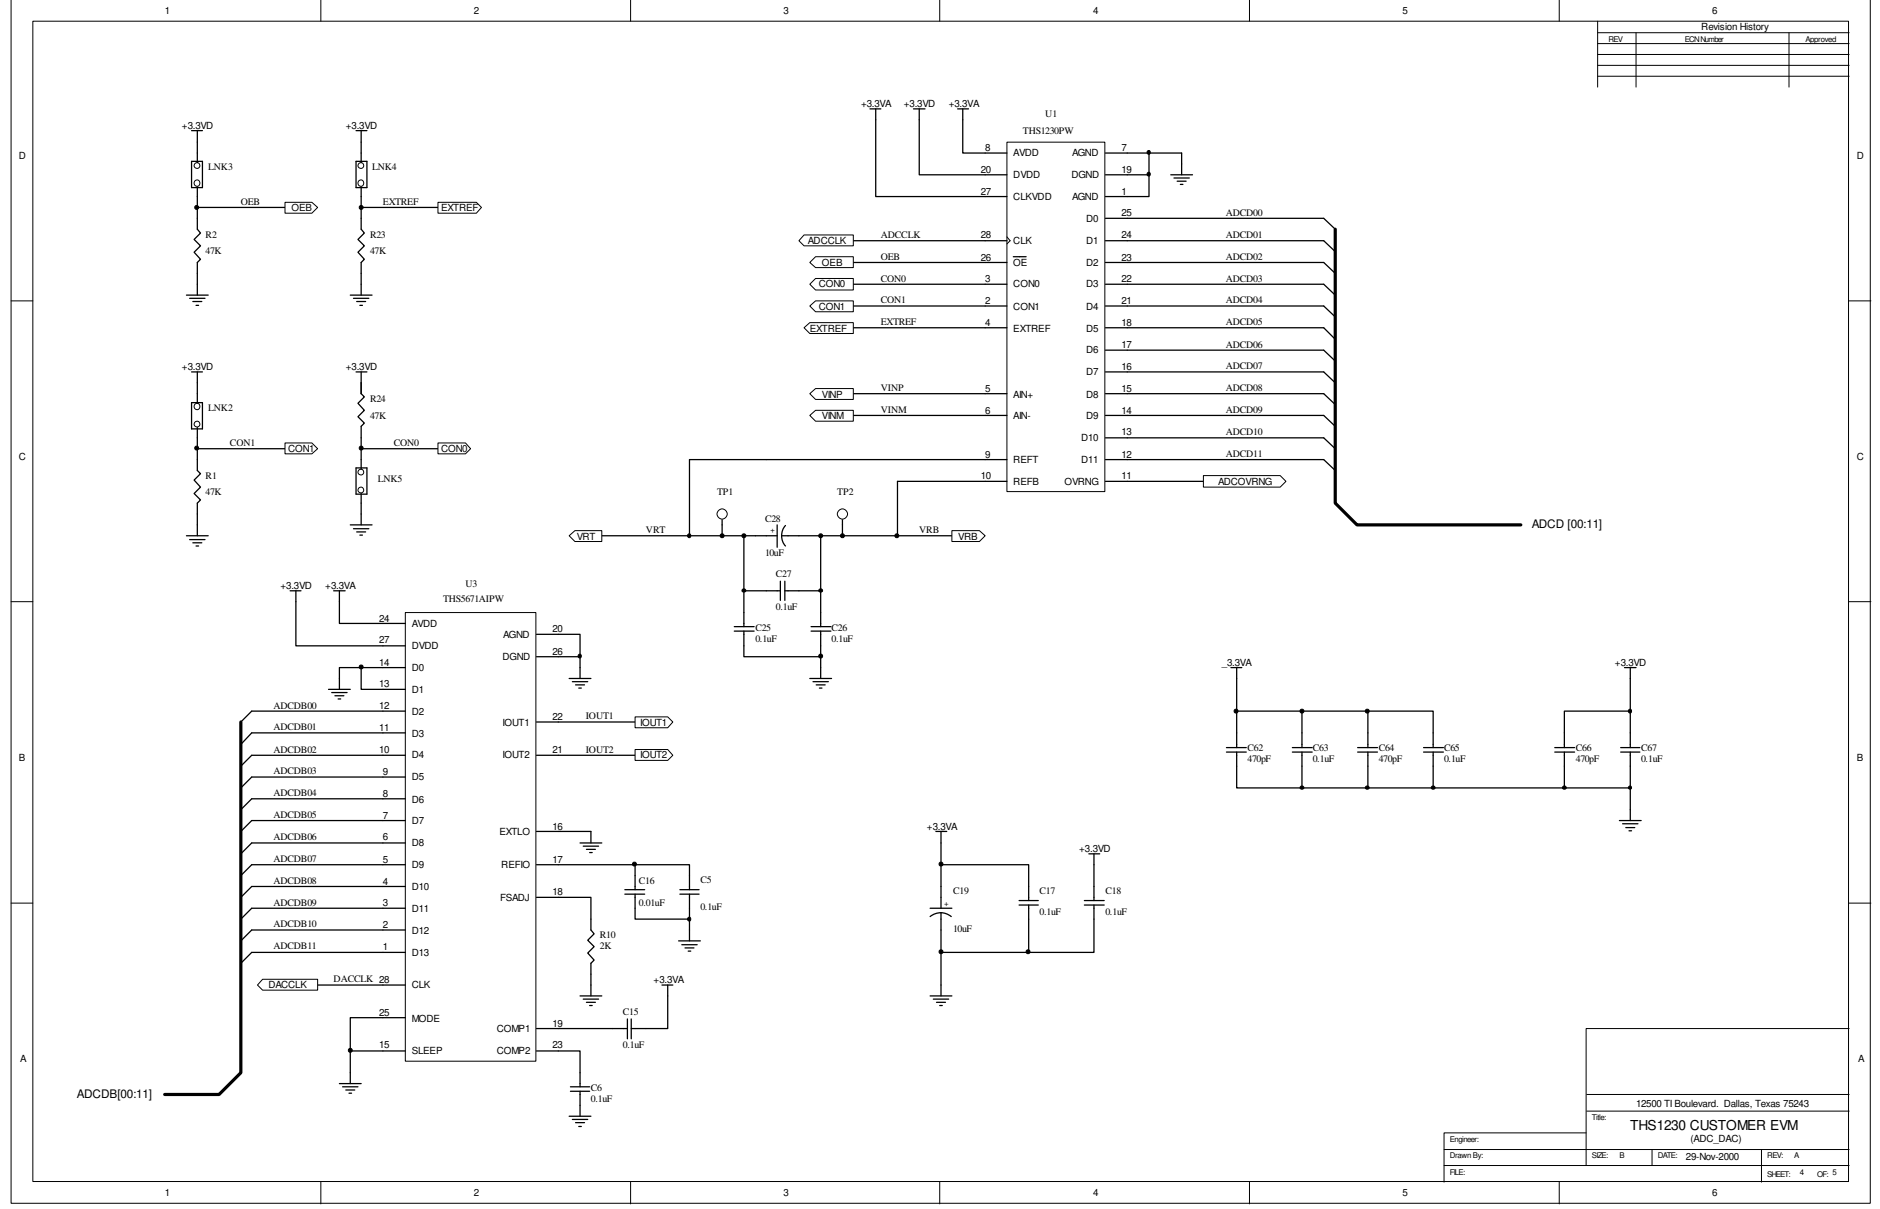 1 2 3 4 5 6
Revision History
REV ECN Number Approved
D D
+3.3VD
LNK3
OEB
OEB
R2
47K
+3.3VD
LNK4
EXTREF
EXTREF
R23
47K
+3.3VD
LNK2
CON1
CON1
R1
47K
+3.3VD
R24
47K
CON0
CON0
LNK5
+3.3VA +3.3VD +3.3VA
U1
THS1230PW
8 AVDD AGND 7
20 DVDD DGND 19
27 CLKVDD AGND 1
D0 25 ADCD00
ADCCLK ADCCLK 28 CLK D1 24 ADCD01
OEB OEB 26 OE D2 23 ADCD02
CON0 CON0 3 CON0 D3 22 ADCD03
CON1 CON1 2 CON1 D4 21 ADCD04
EXTREF EXTREF 4 EXTREF D5 18 ADCD05
D6 17 ADCD06
D7 16 ADCD07
VINP VINP 5 AIN+ D8 15 ADCD08
VINM VINM 6 AIN- D9 14 ADCD09
D10 13 ADCD10
9 REFT D11 12 ADCD11
10 REFB OVRNG 11 ADCOVRNG
ADCD [00:11]
C C
TP1 TP2
VRT VRT
C28
+
10uF
VRB VRB
C27
0.1uF
C25
0.1uF
C26
0.1uF
+3.3VD +3.3VA
U3
THS5671AIPW
24 AVDD AGND 20
27 DVDD DGND 26
14 D0
13 D1
ADCDB00 12 D2 IOUT1 22 IOUT1 IOUT1
ADCDB01 11 D3
ADCDB02 10 D4 IOUT2 21 IOUT2 IOUT2
ADCDB03 9 D5
ADCDB04 8 D6
ADCDB05 7 D7 EXTLO 16
ADCDB06 6 D8
ADCDB07 5 D9 REFIO 17
ADCDB08 4 D10 FSADJ 18
ADCDB09 3 D11
ADCDB10 2 D12
ADCDB11 1 D13
DACCLK DACCLK 28 CLK
25 MODE COMP1 19
15 SLEEP COMP2 23
ADCDB[00:11]
C16
0.01uF
C5
0.1uF
R10
2K
+3.3VA
C15
0.1uF
C6
0.1uF
B B
+3.3VA
C19
+
10uF
C17
0.1uF
+3.3VD
C18
0.1uF
_3.3VA
C62
470pF
C63
0.1uF
C64
470pF
C65
0.1uF
+3.3VD
C66
470pF
C67
0.1uF
A A
12500 TI Boulevard. Dallas, Texas 75243
Title:
THS1230 CUSTOMER EVM
(ADC_DAC)
Engineer:
Drawn By:
FILE:
SIZE: B DATE: 29-Nov-2000 REV: A
SHEET: 4 OF: 5
1 2 3 4 5 6